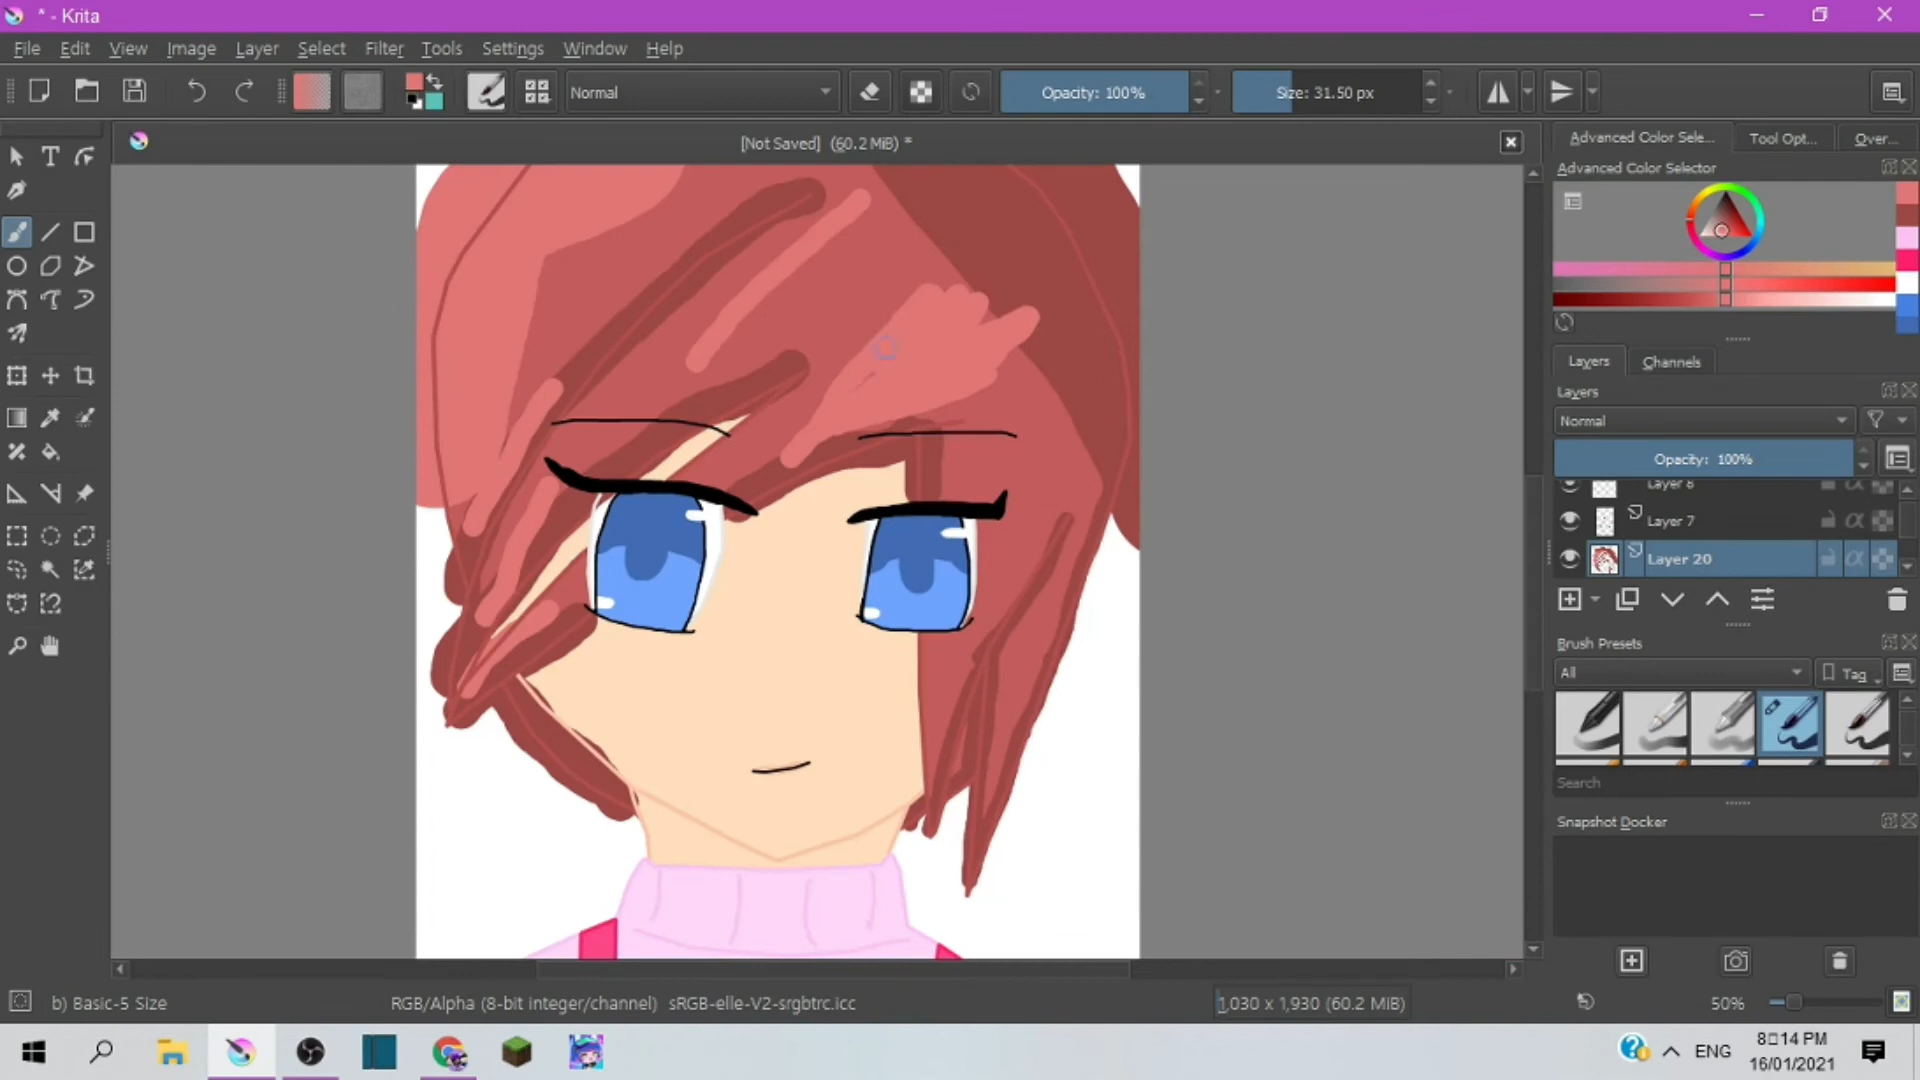 * - Krita
File Edit View Image Layer Select Filter Tools Settings Window Help
Normal
Opacity: 100%
Size: 31.50 px
[Not Saved] (60.2 MiB) *
Advanced Color Sele...
Tool Opt...
Over...
Advanced Color Selector
Layers
Channels
Layers
Normal
Opacity: 100%
Layer 8
Layer 7
Layer 20
Brush Presets
All
Tag
Search
Snapshot Docker
b) Basic-5 Size
RGB/Alpha (8-bit integer/channel) sRGB-elle-V2-srgbtrc.icc
1,030 x 1,930 (60.2 MiB)
50%
ENG
8:14 PM
16/01/2021